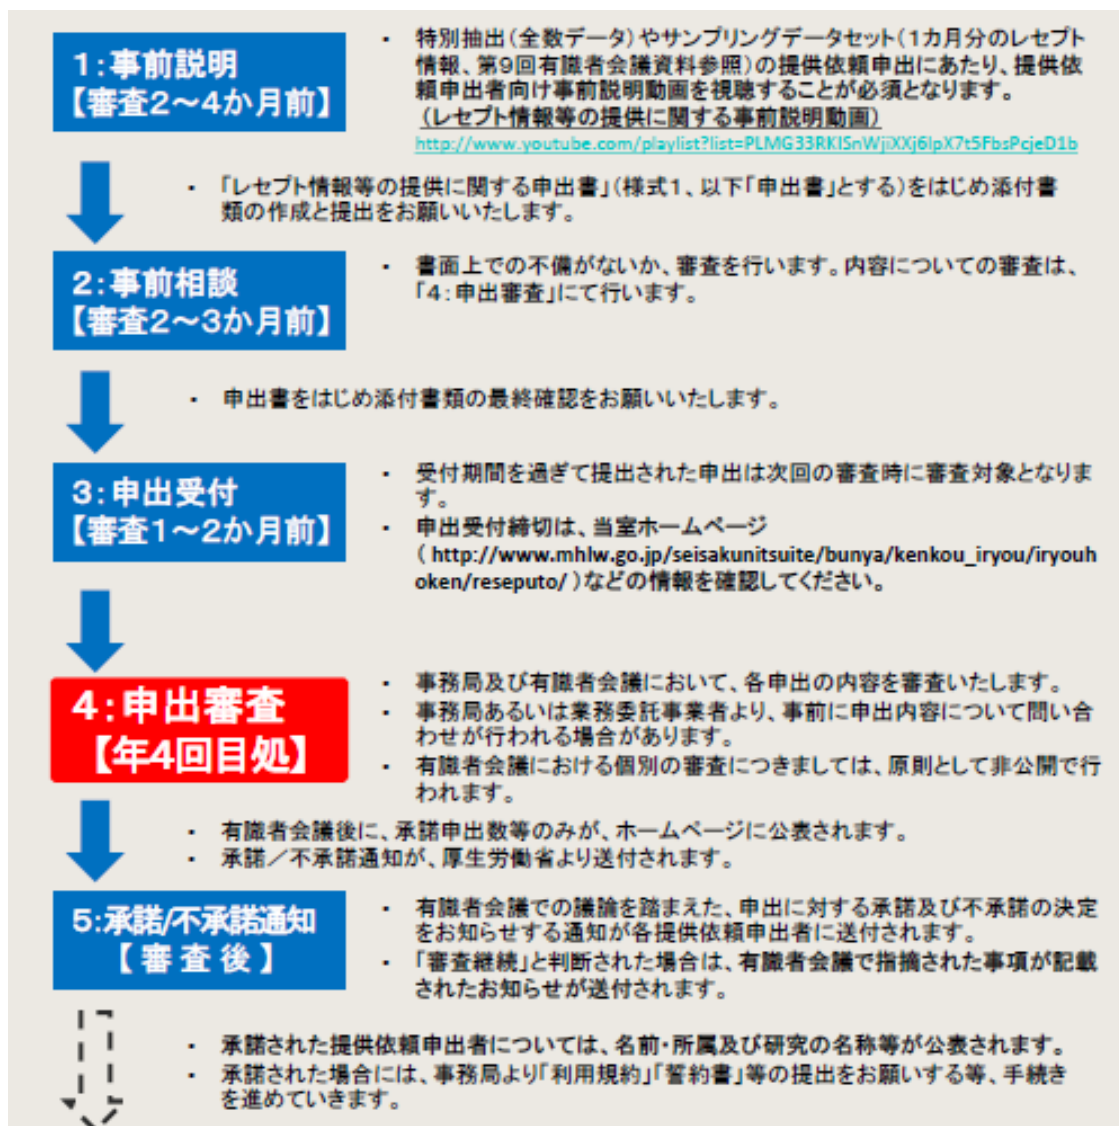 1:事前説明
【審査2～4か月前】
・ 特別抽出(全数データ)やサンプリングデータセット(1カ月分のレセプト
情報、第9回有識者会議資料参照)の提供依頼申出にあたり、提供依
頼申出者向け事前説明動画を視聴することが必須となります。
(レセプト情報等の提供に関する事前説明動画)
http://www.youtube.com/playlist?list=PLMG33RKISnWjiXXj6lpX7t5FbsPcjeD1b
・ 「レセプト情報等の提供に関する申出書」(様式1、以下「申出書」とする)をはじめ添付書
類の作成と提出をお願いいたします。
2:事前相談
【審査2～3か月前】
・ 書面上での不備がないか、審査を行います。内容についての審査は、
「4:申出審査」にて行います。
・ 申出書をはじめ添付書類の最終確認をお願いいたします。
3:申出受付
【審査1～2か月前】
・ 受付期間を過ぎて提出された申出は次回の審査時に審査対象となりま
す。
・ 申出受付締切は、当室ホームページ
( http://www.mhlw.go.jp/seisakunitsuite/bunya/kenkou_iryou/iryouh
oken/reseputo/ )などの情報を確認してください。
4:申出審査
【年4回目処】
・ 事務局及び有識者会議において、各申出の内容を審査いたします。
・ 事務局あるいは業務委託事業者より、事前に申出内容について問い合
わせが行われる場合があります。
・ 有識者会議における個別の審査につきましては、原則として非公開で行
われます。
・ 有識者会議後に、承諾申出数等のみが、ホームページに公表されます。
・ 承諾／不承諾通知が、厚生労働省より送付されます。
5:承諾/不承諾通知
【 審 査 後 】
・ 有識者会議での議論を踏まえた、申出に対する承諾及び不承諾の決定
をお知らせする通知が各提供依頼申出者に送付されます。
・ 「審査継続」と判断された場合は、有識者会議で指摘された事項が記載
されたお知らせが送付されます。
・ 承諾された提供依頼申出者については、名前・所属及び研究の名称等が公表されます。
・ 承諾された場合には、事務局より「利用規約」「誓約書」等の提出をお願いする等、手続き
を進めていきます。